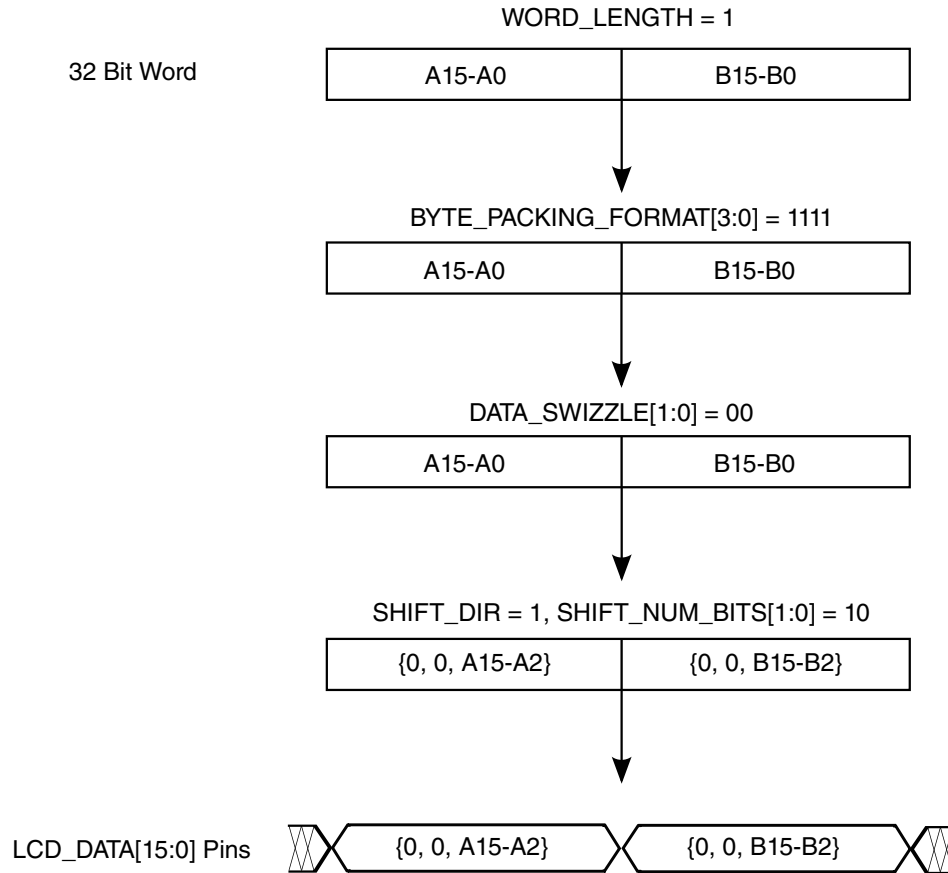 WORD_LENGTH = 1
32 Bit Word
A15-A0
B15-B0
BYTE_PACKING_FORMAT[3:0] = 1111
A15-A0
B15-B0
DATA_SWIZZLE[1:0] = 00
A15-A0
B15-B0
SHIFT_DIR = 1, SHIFT_NUM_BITS[1:0] = 10
{0, 0, A15-A2}
{0, 0, B15-B2}
LCD_DATA[15:0] Pins
{0, 0, A15-A2}
{0, 0, B15-B2}